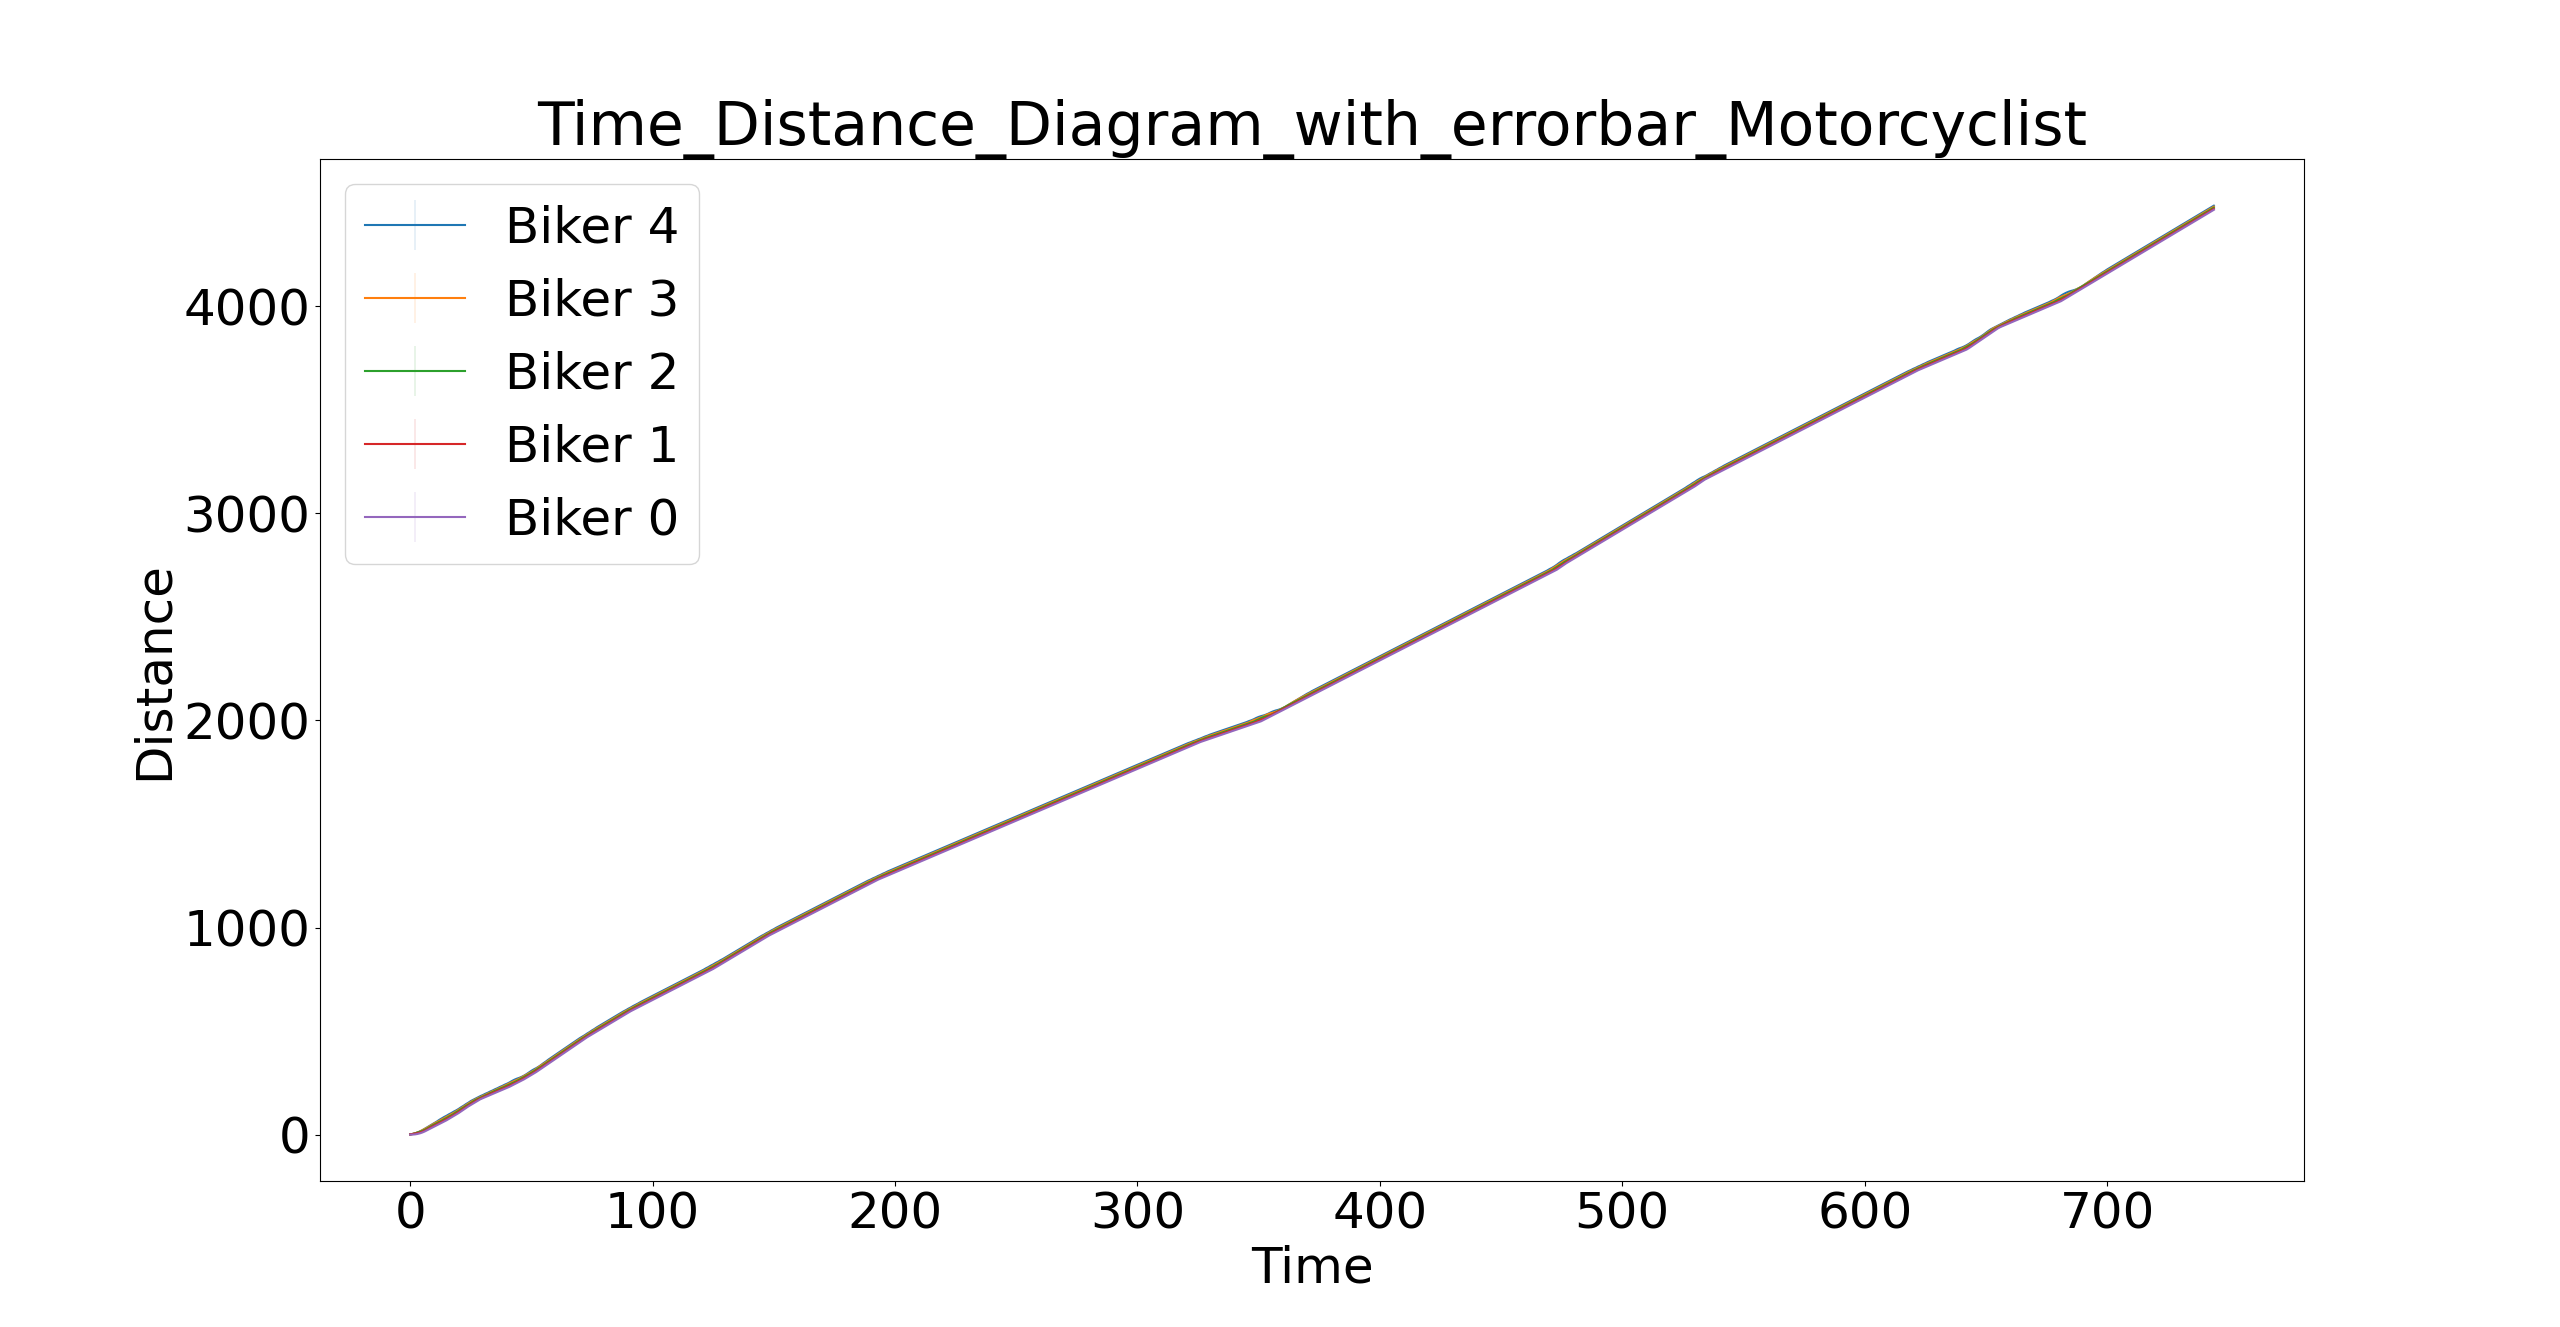 Time_Distance_Diagram_with_errorbar_Motorcyclist
Biker 4
Biker 3
Biker 2
Biker 1
Biker 0
Distance
4000
3000
2000
1000
0
0 100 200 300 400 500 600 700
Time